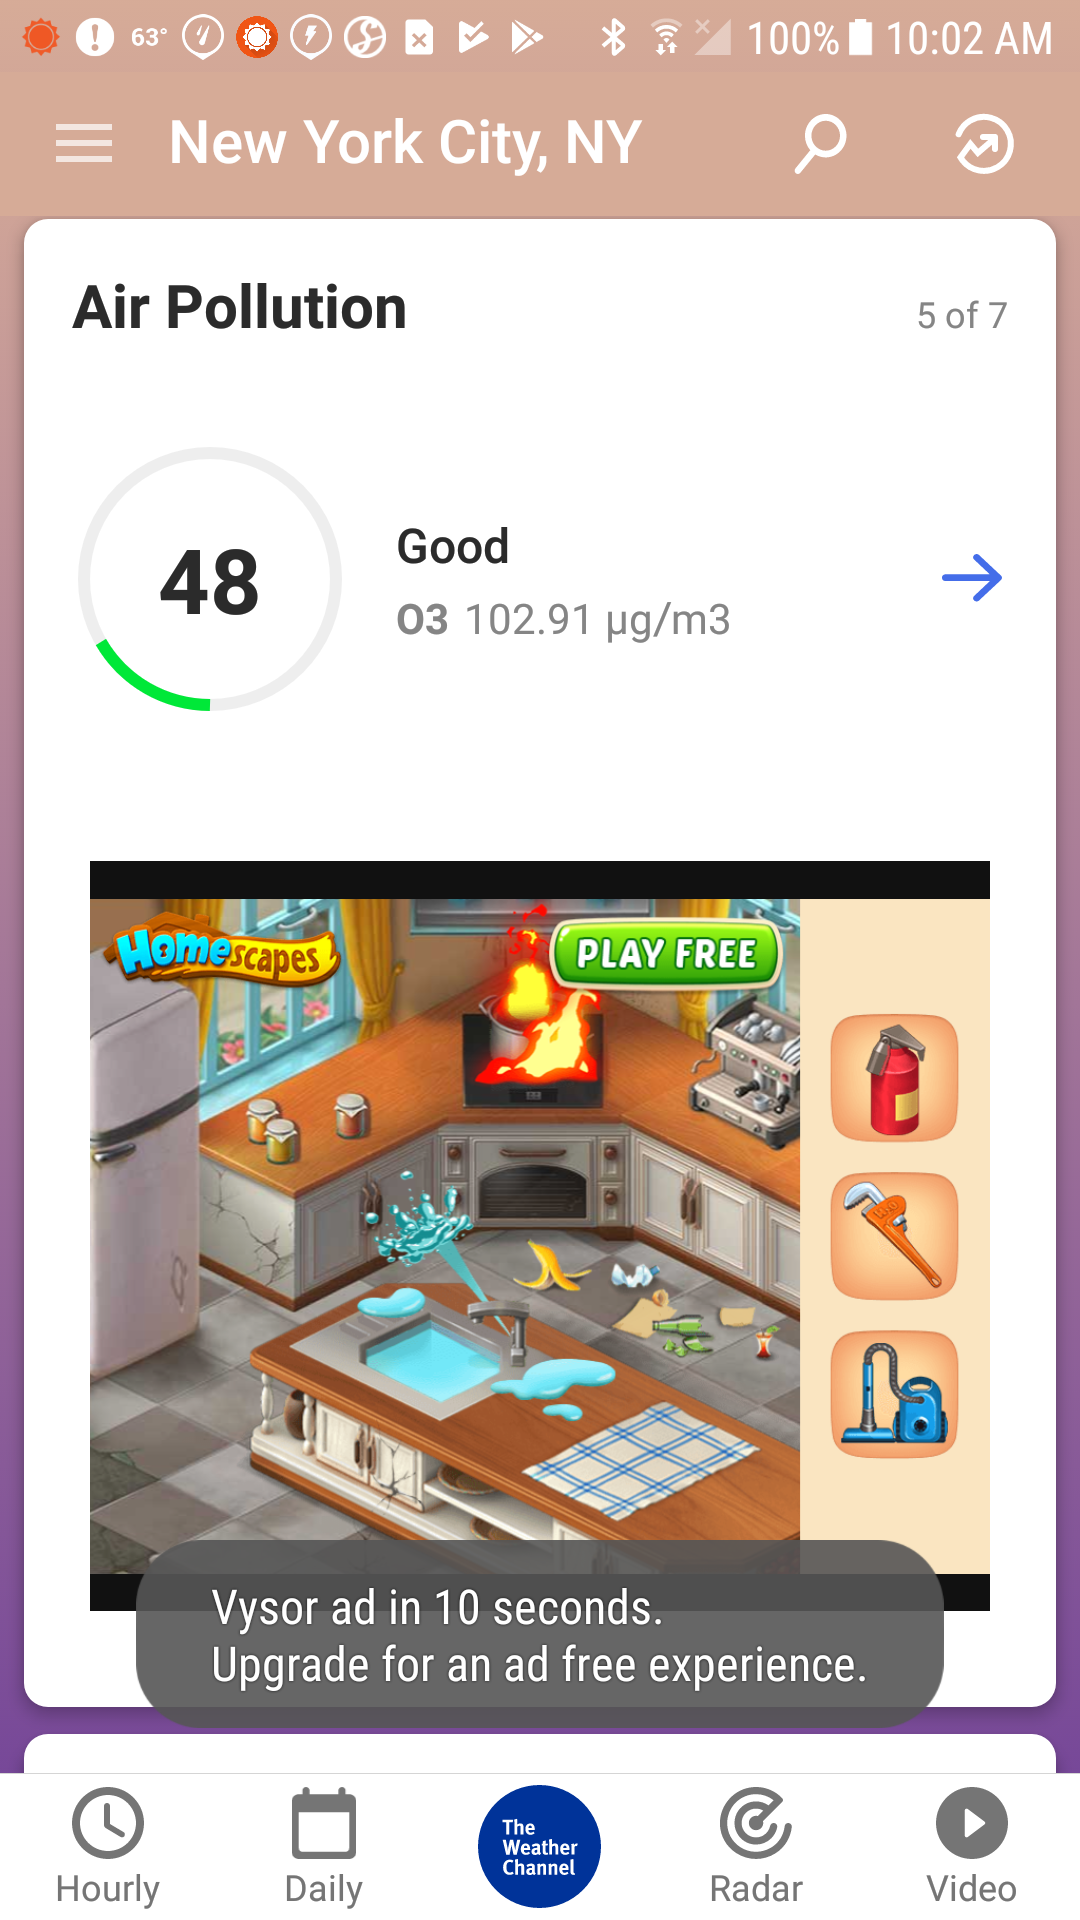 63°
100%
10:02 AM
New York City, NY
Air Pollution
5 of 7
48
Good
O3 102.91 µg/m3
Homescapes
PLAY FREE
Vysor ad in 10 seconds.
Upgrade for an ad free experience.
Hourly
Daily
The
Weather
Channel
Radar
Video